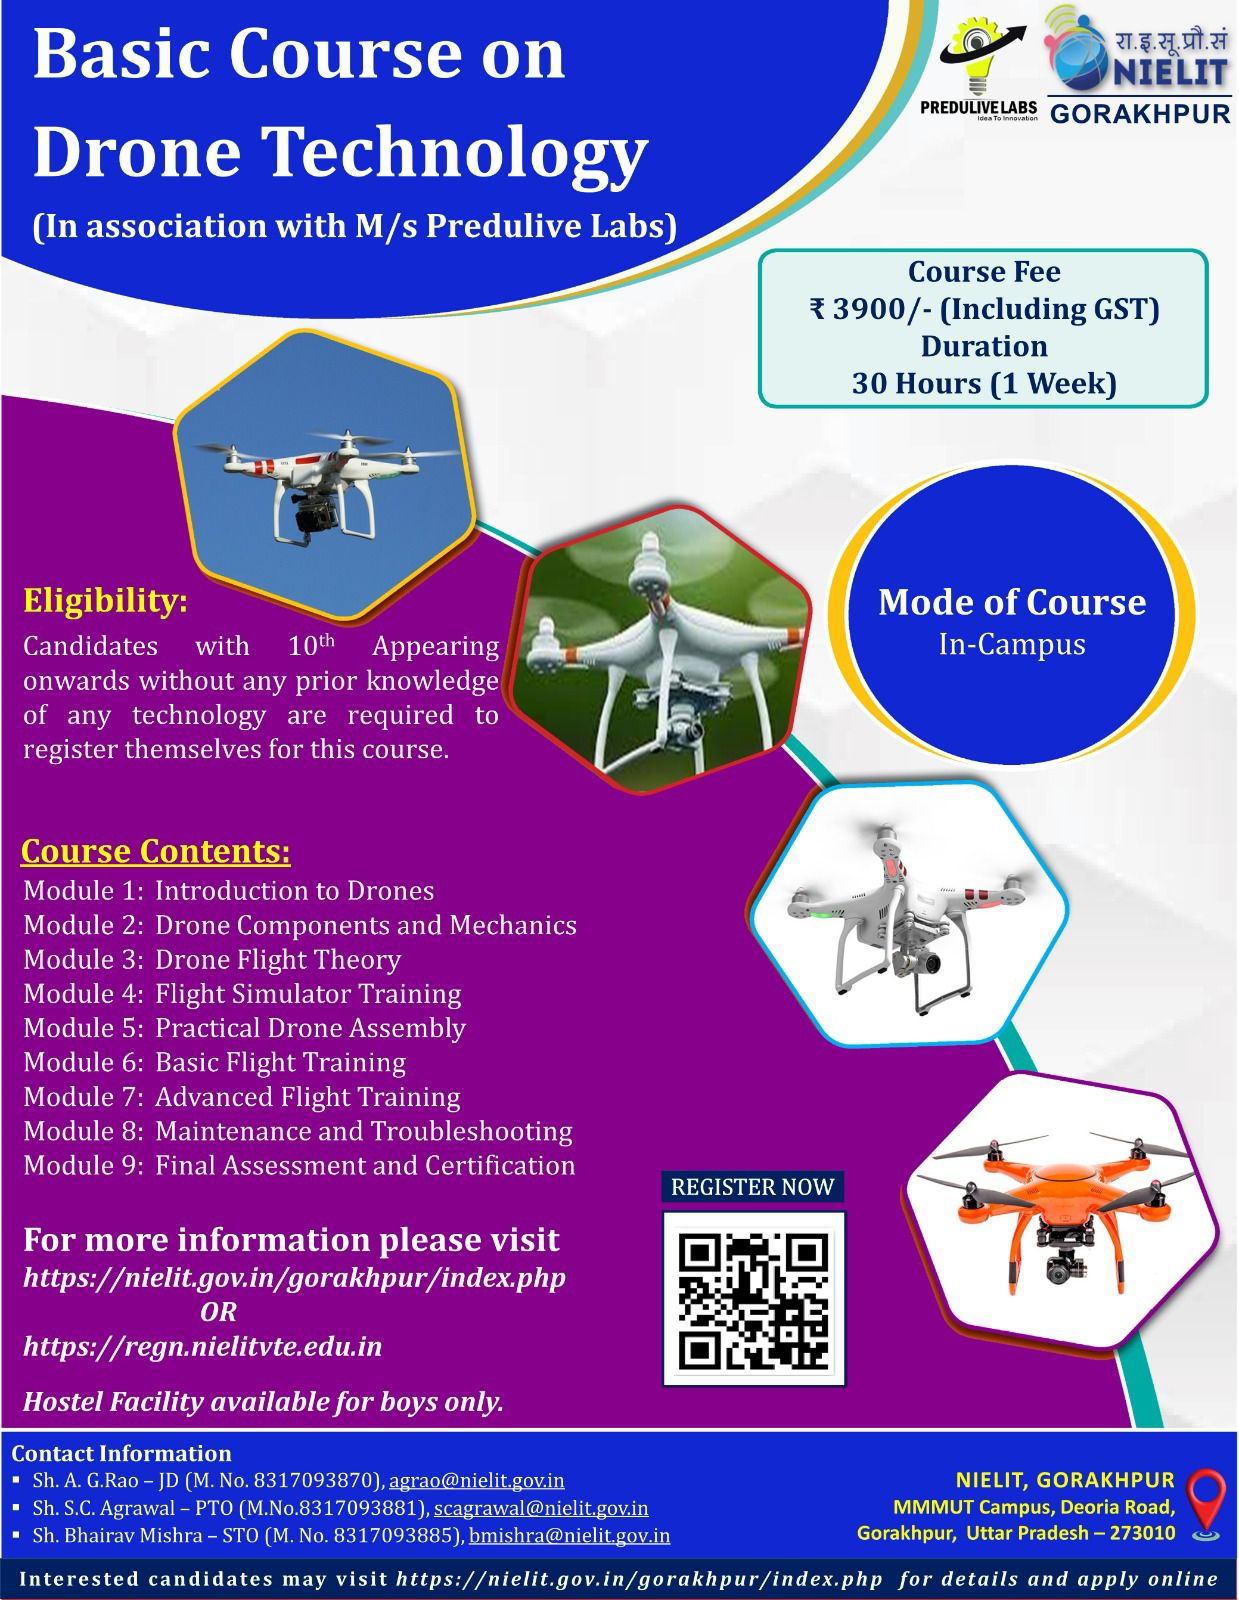 Basic Course on
Drone Technology
(In association with M/s Predulive Labs)
PREDULIVE LABS
Idea To Innovation
रा.इ.सू.प्रौ.सं
NIELIT
GORAKHPUR
Course Fee
₹ 3900/- (Including GST)
Duration
30 Hours (1 Week)
Mode of Course
In-Campus
Eligibility:
Candidates with 10th Appearing
onwards without any prior knowledge
of any technology are required to
register themselves for this course.
Course Contents:
Module 1: Introduction to Drones
Module 2: Drone Components and Mechanics
Module 3: Drone Flight Theory
Module 4: Flight Simulator Training
Module 5: Practical Drone Assembly
Module 6: Basic Flight Training
Module 7: Advanced Flight Training
Module 8: Maintenance and Troubleshooting
Module 9: Final Assessment and Certification
For more information please visit
https://nielit.gov.in/gorakhpur/index.php
OR
https://regn.nielitvte.edu.in
Hostel Facility available for boys only.
REGISTER NOW
Contact Information
▪ Sh. A. G.Rao – JD (M. No. 8317093870), agrao@nielit.gov.in
▪ Sh. S.C. Agrawal – PTO (M.No.8317093881), scagrawal@nielit.gov.in
▪ Sh. Bhairav Mishra – STO (M. No. 8317093885), bmishra@nielit.gov.in
NIELIT, GORAKHPUR
MMMUT Campus, Deoria Road,
Gorakhpur, Uttar Pradesh – 273010
Interested candidates may visit https://nielit.gov.in/gorakhpur/index.php for details and apply online